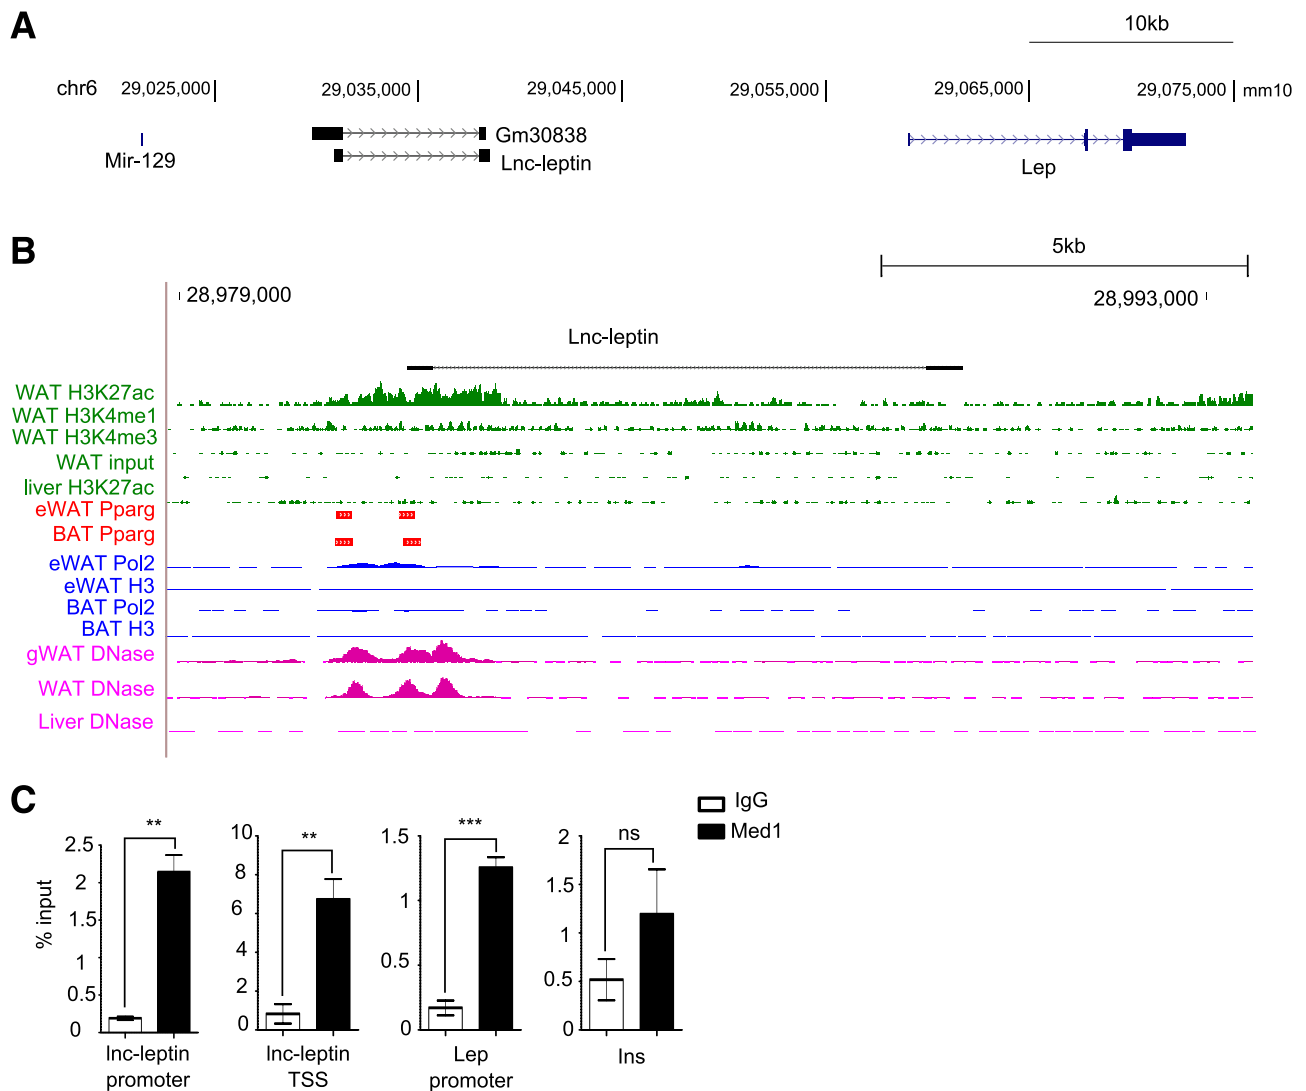 A
10kb
chr6 29,025,000 29,035,000 29,045,000 29,055,000 29,065,000 29,075,000 mm10
Mir-129
Gm30838
Lnc-leptin
Lep
B
5kb
28,979,000
28,993,000
Lnc-leptin
WAT H3K27ac
WAT H3K4me1
WAT H3K4me3
WAT input
liver H3K27ac
eWAT Pparg
BAT Pparg
eWAT Pol2
eWAT H3
BAT Pol2
BAT H3
gWAT DNase
WAT DNase
Liver DNase
C
IgG
Med1
% input
2.5
2
1.5
1
0.5
0
**
lnc-leptin
promoter
10
8
6
4
2
0
**
lnc-leptin
TSS
1.5
1
0.5
0
***
Lep
promoter
2
1.5
1
0.5
0
ns
Ins